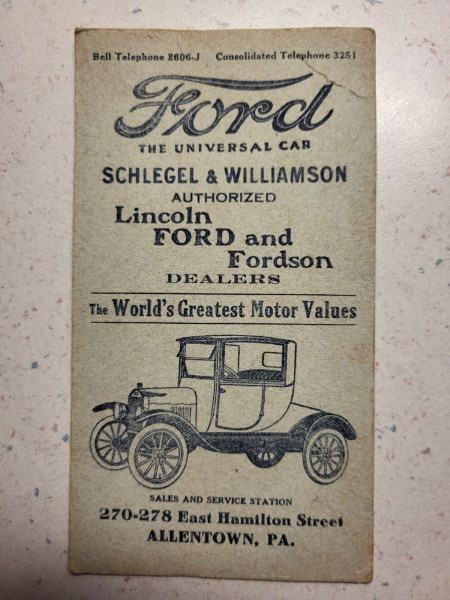 Bell Telephone 2606-J Consolidated Telephone 3251
Ford
THE UNIVERSAL CAR
SCHLEGEL & WILLIAMSON
AUTHORIZED
Lincoln
FORD and
Fordson
DEALERS
The World's Greatest Motor Values
SALES AND SERVICE STATION
270-278 East Hamilton Street
ALLENTOWN, PA.